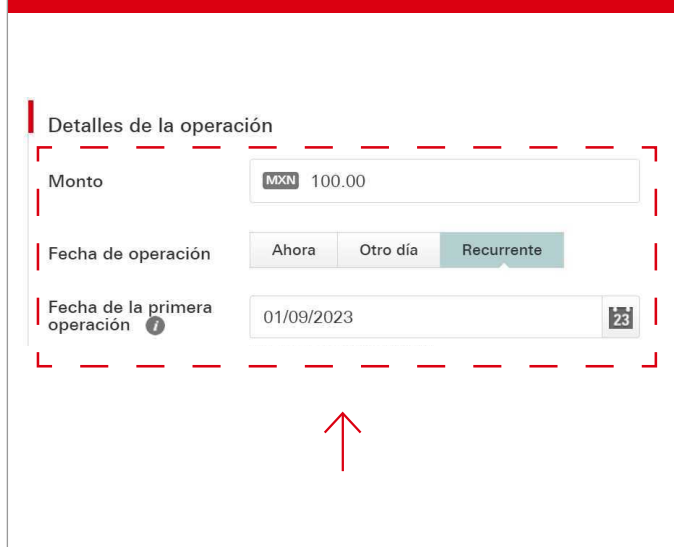 Detalles de la operación
Monto
MXN 100.00
Fecha de operación
Ahora Otro día Recurrente
Fecha de la primera
operación i
01/09/2023
23